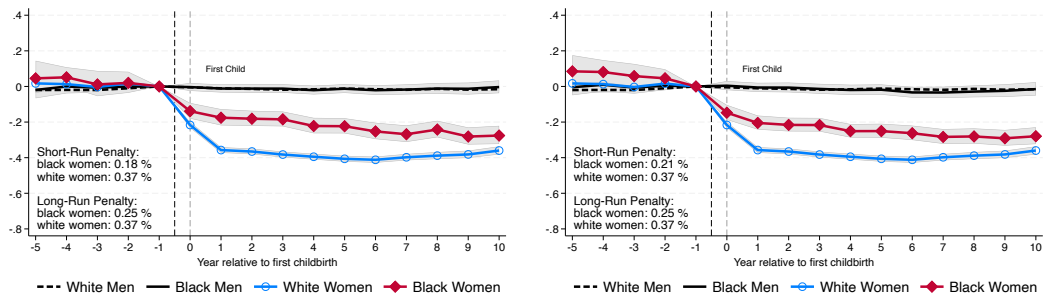 .4
.2
0
-.2
-.4
-.6
-.8
First Child
Short-Run Penalty:
black women: 0.18 %
white women: 0.37 %
Long-Run Penalty:
black women: 0.25 %
white women: 0.37 %
-5 -4 -3 -2 -1 0 1 2 3 4 5 6 7 8 9 10
Year relative to first childbirth
White Men Black Men White Women Black Women
.4
.2
0
-.2
-.4
-.6
-.8
First Child
Short-Run Penalty:
black women: 0.21 %
white women: 0.37 %
Long-Run Penalty:
black women: 0.25 %
white women: 0.37 %
-5 -4 -3 -2 -1 0 1 2 3 4 5 6 7 8 9 10
Year relative to first childbirth
White Men Black Men White Women Black Women